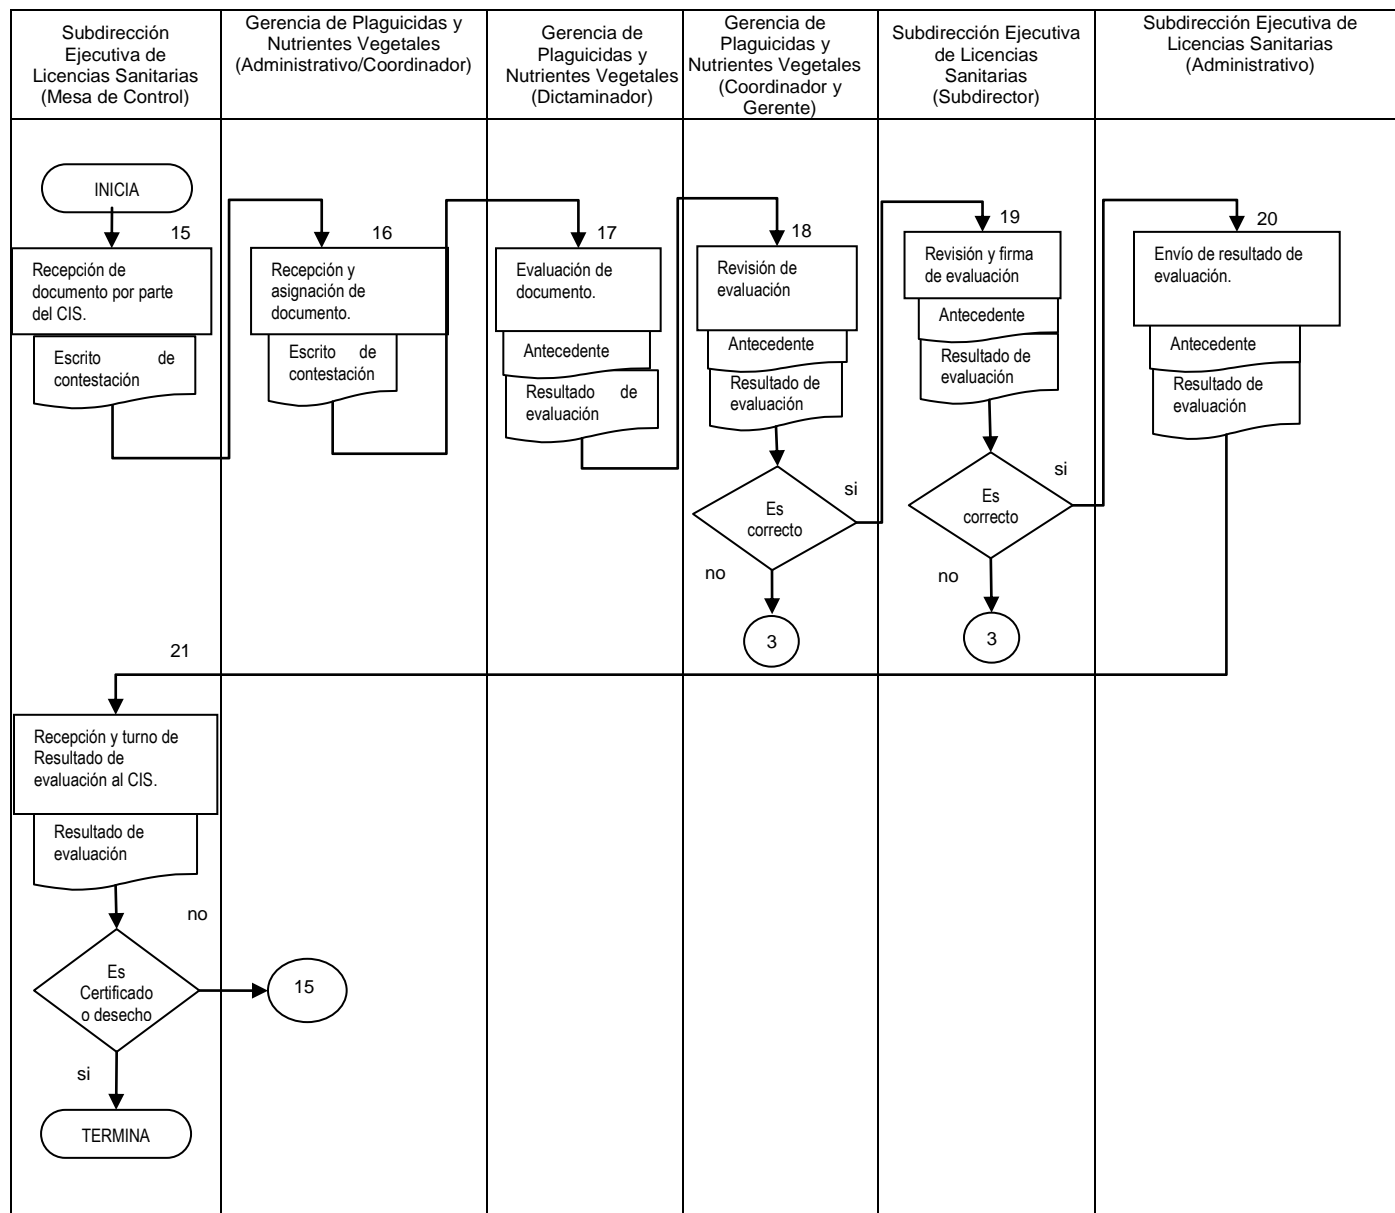 Subdirección
Ejecutiva de
Licencias Sanitarias
(Mesa de Control)
Gerencia de Plaguicidas y
Nutrientes Vegetales
(Administrativo/Coordinador)
Gerencia de
Plaguicidas y
Nutrientes Vegetales
(Dictaminador)
Gerencia de
Plaguicidas y
Nutrientes Vegetales
(Coordinador y
Gerente)
Subdirección Ejecutiva
de Licencias
Sanitarias
(Subdirector)
Subdirección Ejecutiva de
Licencias Sanitarias
(Administrativo)
INICIA
15
Recepción de
documento por parte
del CIS.
Escrito de
contestación
16
Recepción y
asignación de
documento.
Escrito de
contestación
17
Evaluación de
documento.
Antecedente
Resultado de
evaluación
18
Revisión de
evaluación
Antecedente
Resultado de
evaluación
Es
correcto
si
no
3
19
Revisión y firma
de evaluación
Antecedente
Resultado de
evaluación
Es
correcto
si
no
3
20
Envío de resultado de
evaluación.
Antecedente
Resultado de
evaluación
21
Recepción y turno de
Resultado de
evaluación al CIS.
Resultado de
evaluación
no
Es
Certificado
o desecho
15
si
TERMINA